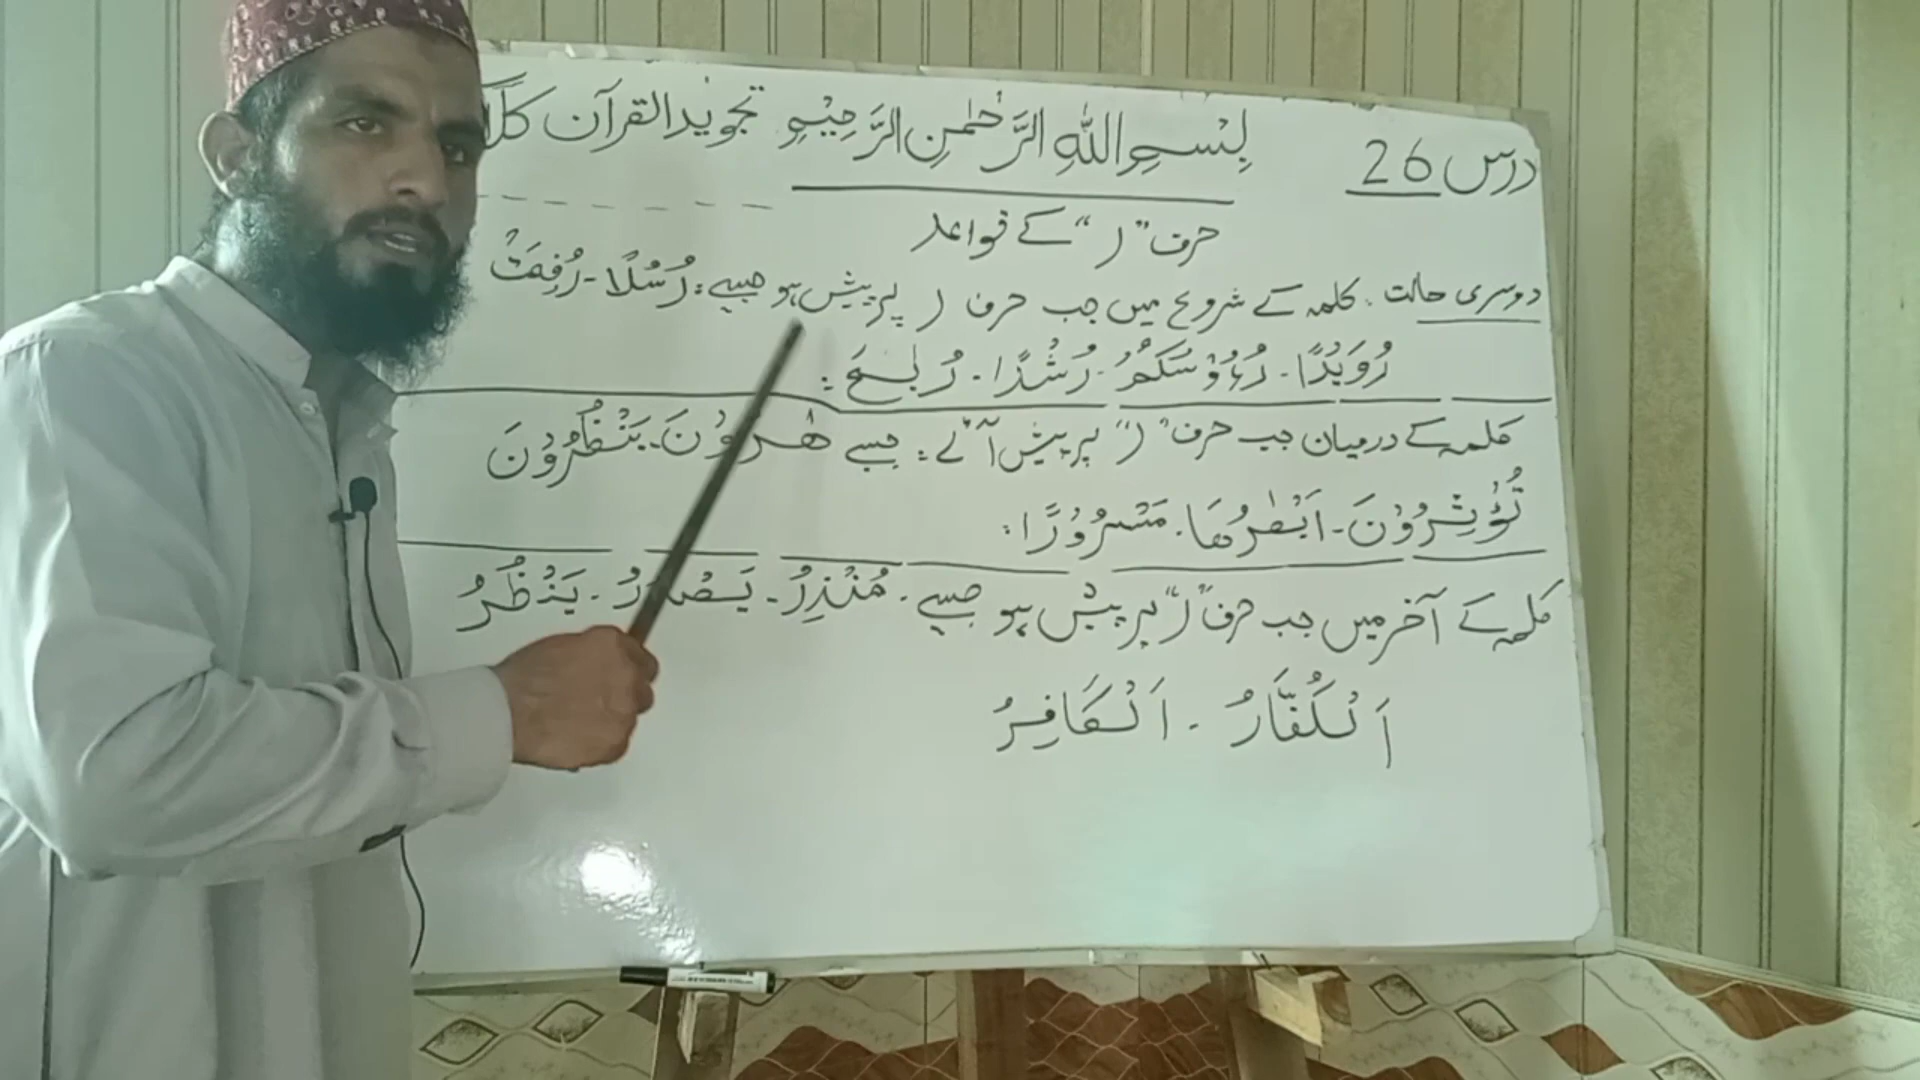 درس 26
بِسْمِ اللّٰهِ الرَّحْمٰنِ الرَّحِيْمِ تجوید القرآن
حرف "ر" کے قواعد
دوسری حالت . کلمہ کے شروع میں جب حرف ر پر پیش ہو جیسے : رُسُلًا - رُفِعَتْ
رُوَيْدًا - رُءُوْسَكُمْ - رُشْدًا - رُبَعَ :
کلمہ کے درمیان جب حرف "ر" پر پیش آئے : جیسے هٰرُوْنَ - يَنْظُرُوْنَ
تُؤْثِرُوْنَ - اَبْصَرُهَا - مَسْرُوْرًا :
کلمہ کے آخر میں جب حرف "ر" پر پیش ہو جیسے - مُنْذِرُ - يَصْدُرُ - يَنْظُرُ
اَلْكُفَّارُ - اَلْكَافِرُ